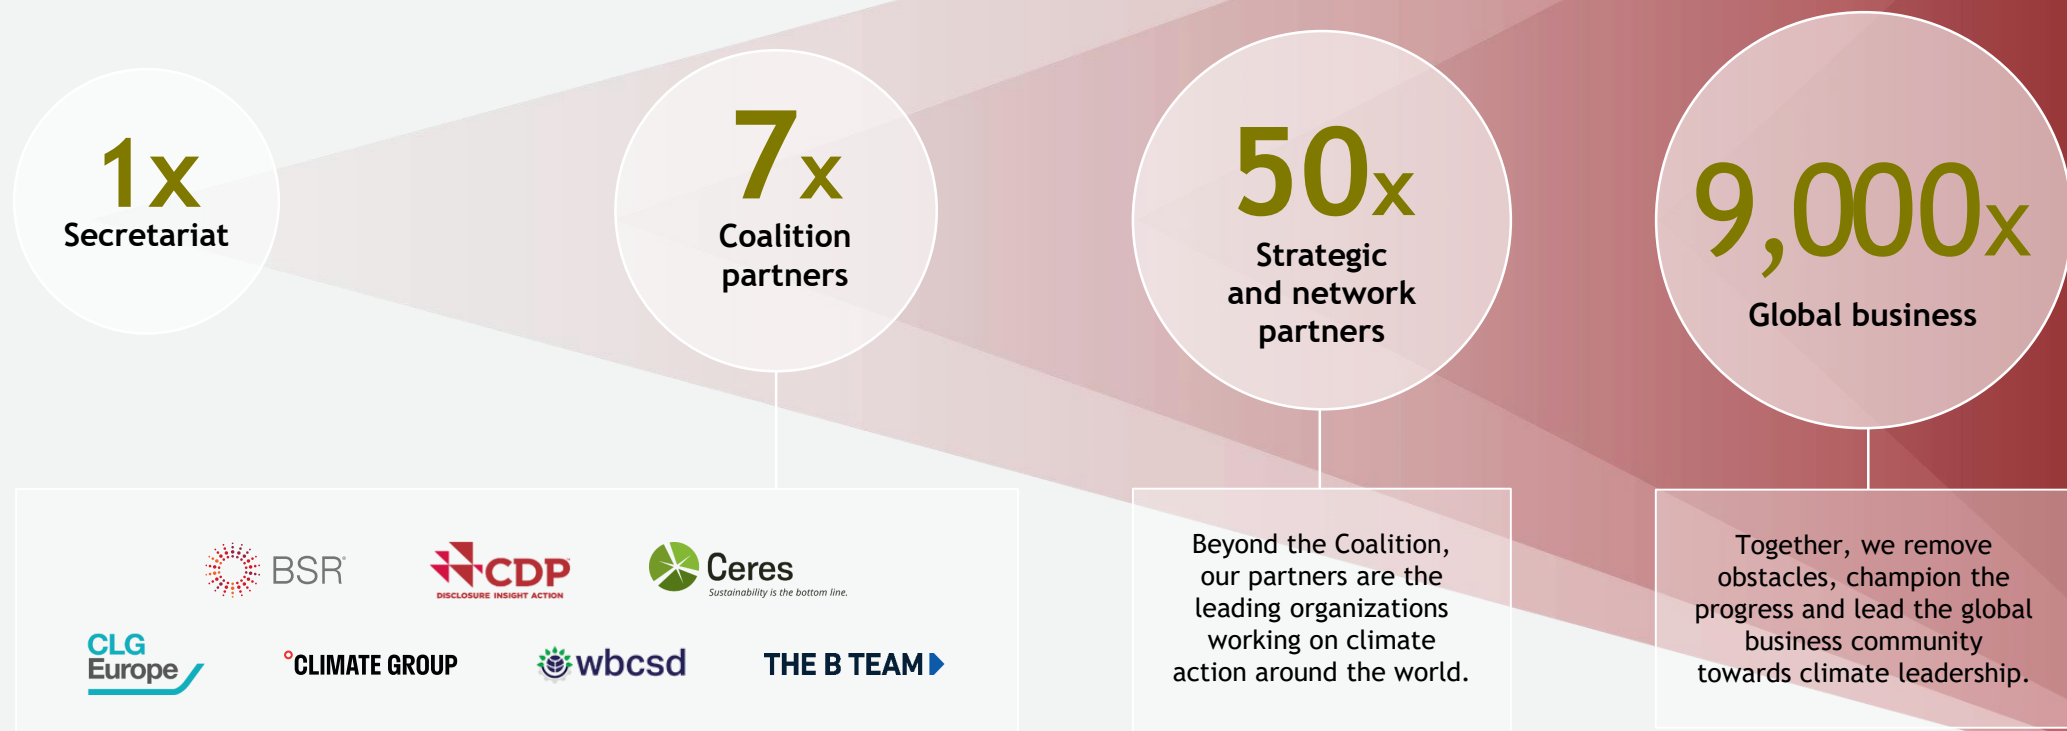 1x
Secretariat
7x
Coalition
partners
50x
Strategic
and network
partners
9,000x
Global business
BSR®
CDP
DISCLOSURE INSIGHT ACTION
Ceres
Sustainability is the bottom line.
CLG
Europe
°CLIMATE GROUP
wbcsd
THE B TEAM
Beyond the Coalition,
our partners are the
leading organizations
working on climate
action around the world.
Together, we remove
obstacles, champion the
progress and lead the global
business community
towards climate leadership.